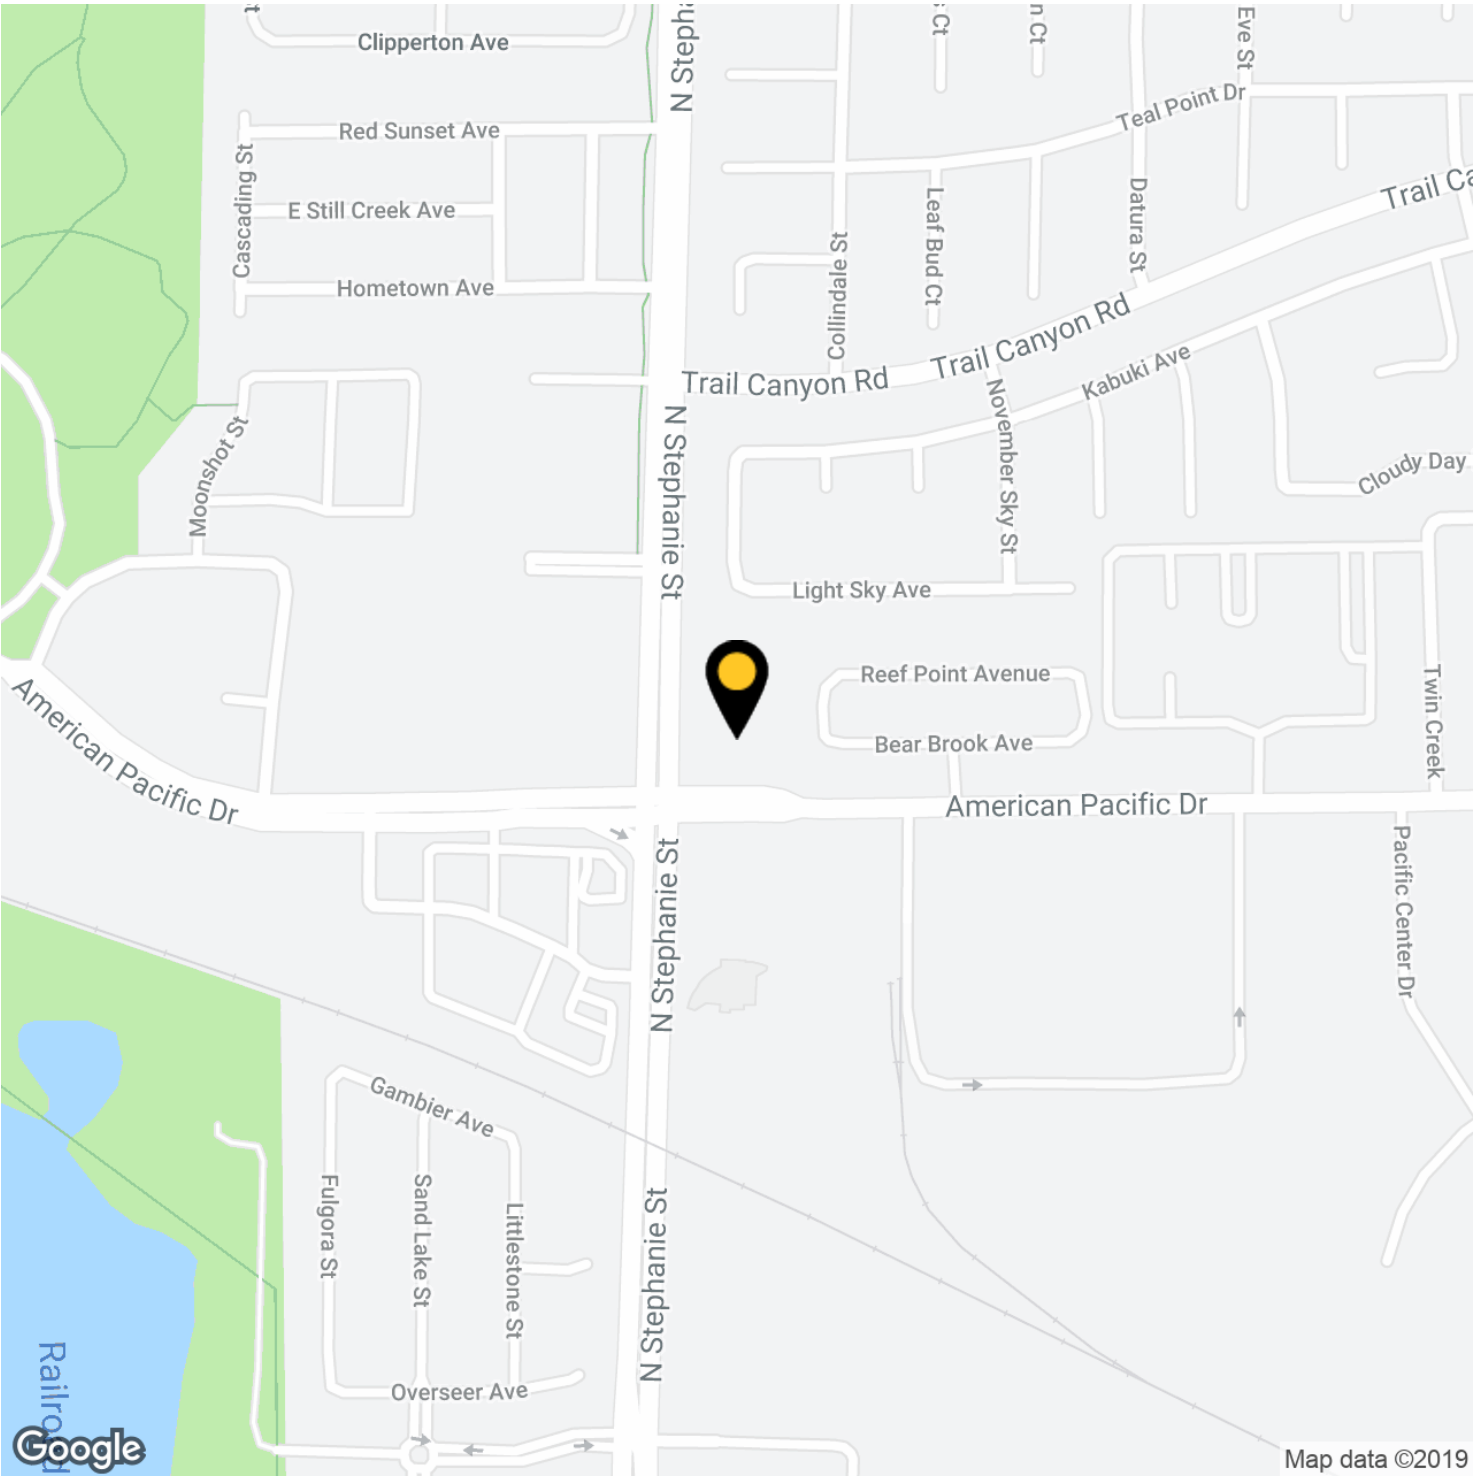 Clipperton Ave
N Stepha
s Ct
n Ct
Eve St
Teal Point Dr
Red Sunset Ave
Cascading St
E Still Creek Ave
Hometown Ave
Collindale St
Leaf Bud Ct
Datura St
Trail Ca
Trail Canyon Rd
Trail Canyon Rd
Kabuki Ave
November Sky St
Cloudy Day
N Stephanie St
Moonshot St
Light Sky Ave
Reef Point Avenue
Bear Brook Ave
Twin Creek
American Pacific Dr
American Pacific Dr
N Stephanie St
Pacific Center Dr
Gambier Ave
Fulgora St
Sand Lake St
Littlestone St
N Stephanie St
Overseer Ave
Railroad
Google
Map data ©2019